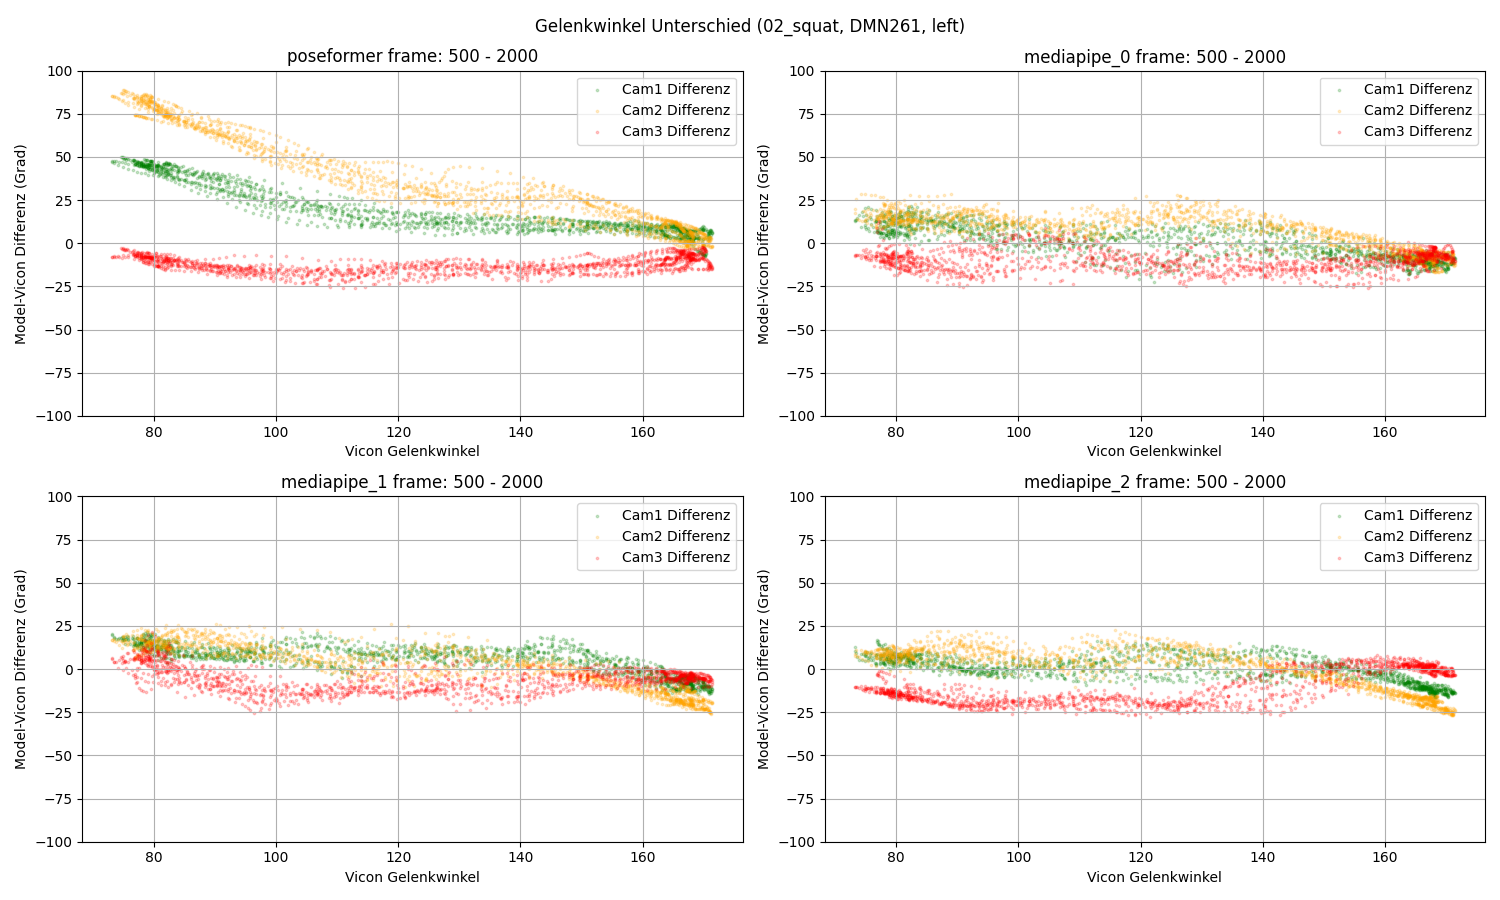 Gelenkwinkel Unterschied (02_squat, DMN261, left)
poseformer frame: 500 - 2000
100
75
50
25
0
−25
−50
−75
−100
Model-Vicon Differenz (Grad)
Cam1 Differenz
Cam2 Differenz
Cam3 Differenz
80 100 120 140 160
Vicon Gelenkwinkel
mediapipe_0 frame: 500 - 2000
100
75
50
25
0
−25
−50
−75
−100
Model-Vicon Differenz (Grad)
Cam1 Differenz
Cam2 Differenz
Cam3 Differenz
80 100 120 140 160
Vicon Gelenkwinkel
mediapipe_1 frame: 500 - 2000
100
75
50
25
0
−25
−50
−75
−100
Model-Vicon Differenz (Grad)
Cam1 Differenz
Cam2 Differenz
Cam3 Differenz
80 100 120 140 160
Vicon Gelenkwinkel
mediapipe_2 frame: 500 - 2000
100
75
50
25
0
−25
−50
−75
−100
Model-Vicon Differenz (Grad)
Cam1 Differenz
Cam2 Differenz
Cam3 Differenz
80 100 120 140 160
Vicon Gelenkwinkel